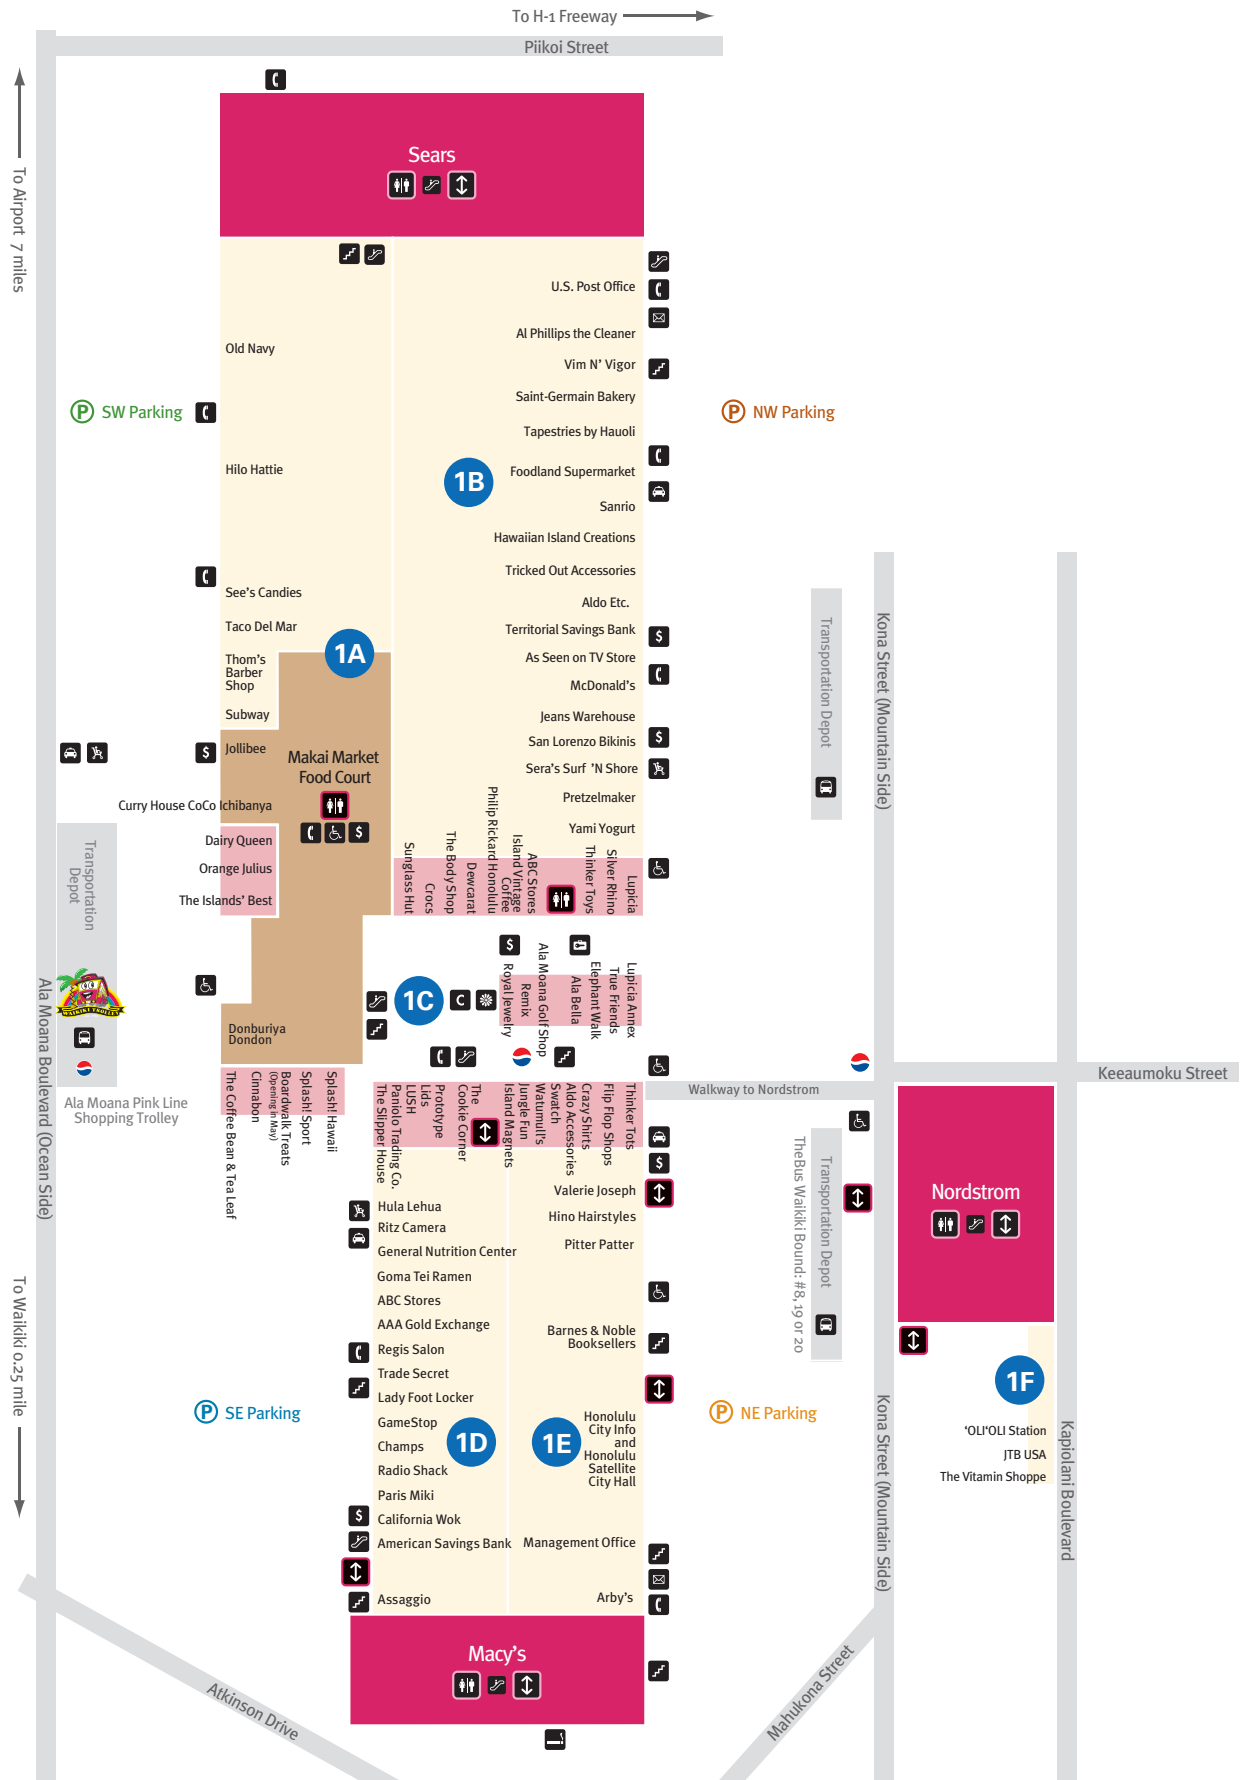 To H-1 Freeway
Piikoi Street
To Airport 7 miles
Sears
U.S. Post Office
Al Phillips the Cleaner
Old Navy
Vim N' Vigor
Saint-Germain Bakery
P SW Parking
P NW Parking
Tapestries by Hauoli
Hilo Hattie
1B
Foodland Supermarket
Sanrio
Hawaiian Island Creations
Tricked Out Accessories
See's Candies
Aldo Etc.
Taco Del Mar
Territorial Savings Bank
1A
As Seen on TV Store
Thom's
Barber
Shop
McDonald's
Subway
Jeans Warehouse
Jollibee
San Lorenzo Bikinis
Makai Market
Food Court
Sera's Surf 'N Shore
Curry House CoCo Ichibanya
Pretzelmaker
Yami Yogurt
Dairy Queen
Orange Julius
The Islands' Best
Sunglass Hut
Crocs
The Body Shop
Dewcarat
Philip Rickard Honolulu
Island Vintage
Coffee
ABC Stores
Thinker Toys
Silver Rhino
Lupicia
Transportation
Depot
Transportation Depot
Kona Street (Mountain Side)
WAIKIKI TROLLEY
1C
C
Royal Jewelry
Remix
Ala Moana Golf Shop
Ala Bella
Elephant Walk
True Friends
Lupicia Annex
Donburiya
Dondon
Ala Moana Boulevard (Ocean Side)
Ala Moana Pink Line
Shopping Trolley
Keeaumoku Street
Walkway to Nordstrom
The Coffee Bean & Tea Leaf
Cinnabon
Boardwalk Treats
(Opening in May)
Splash! Sport
Splash! Hawaii
The Slipper House
Paniolo Trading Co.
LUSH
Lids
Prototype
The
Cookie Corner
Island Magnets
Jungle Fun
Watumull's
Swatch
Aldo Accessories
Crazy Shirts
Flip Flop Shops
Thinker Tots
Valerie Joseph
Hula Lehua
Hino Hairstyles
Ritz Camera
Pitter Patter
General Nutrition Center
Goma Tei Ramen
ABC Stores
AAA Gold Exchange
Barnes & Noble
Booksellers
Regis Salon
Trade Secret
Lady Foot Locker
Transportation Depot
TheBus Waikiki Bound: #8, 19 or 20
Nordstrom
1F
To Waikiki 0.25 mile
P SE Parking
P NE Parking
GameStop
Champs
1D
1E
Honolulu
City Info
and
Honolulu
Satellite
City Hall
Radio Shack
Paris Miki
California Wok
American Savings Bank
Management Office
Assaggio
Arby's
'OLI'OLI Station
JTB USA
The Vitamin Shoppe
Kona Street (Mountain Side)
Kapiolani Boulevard
Macy's
Atkinson Drive
Mahukona Street